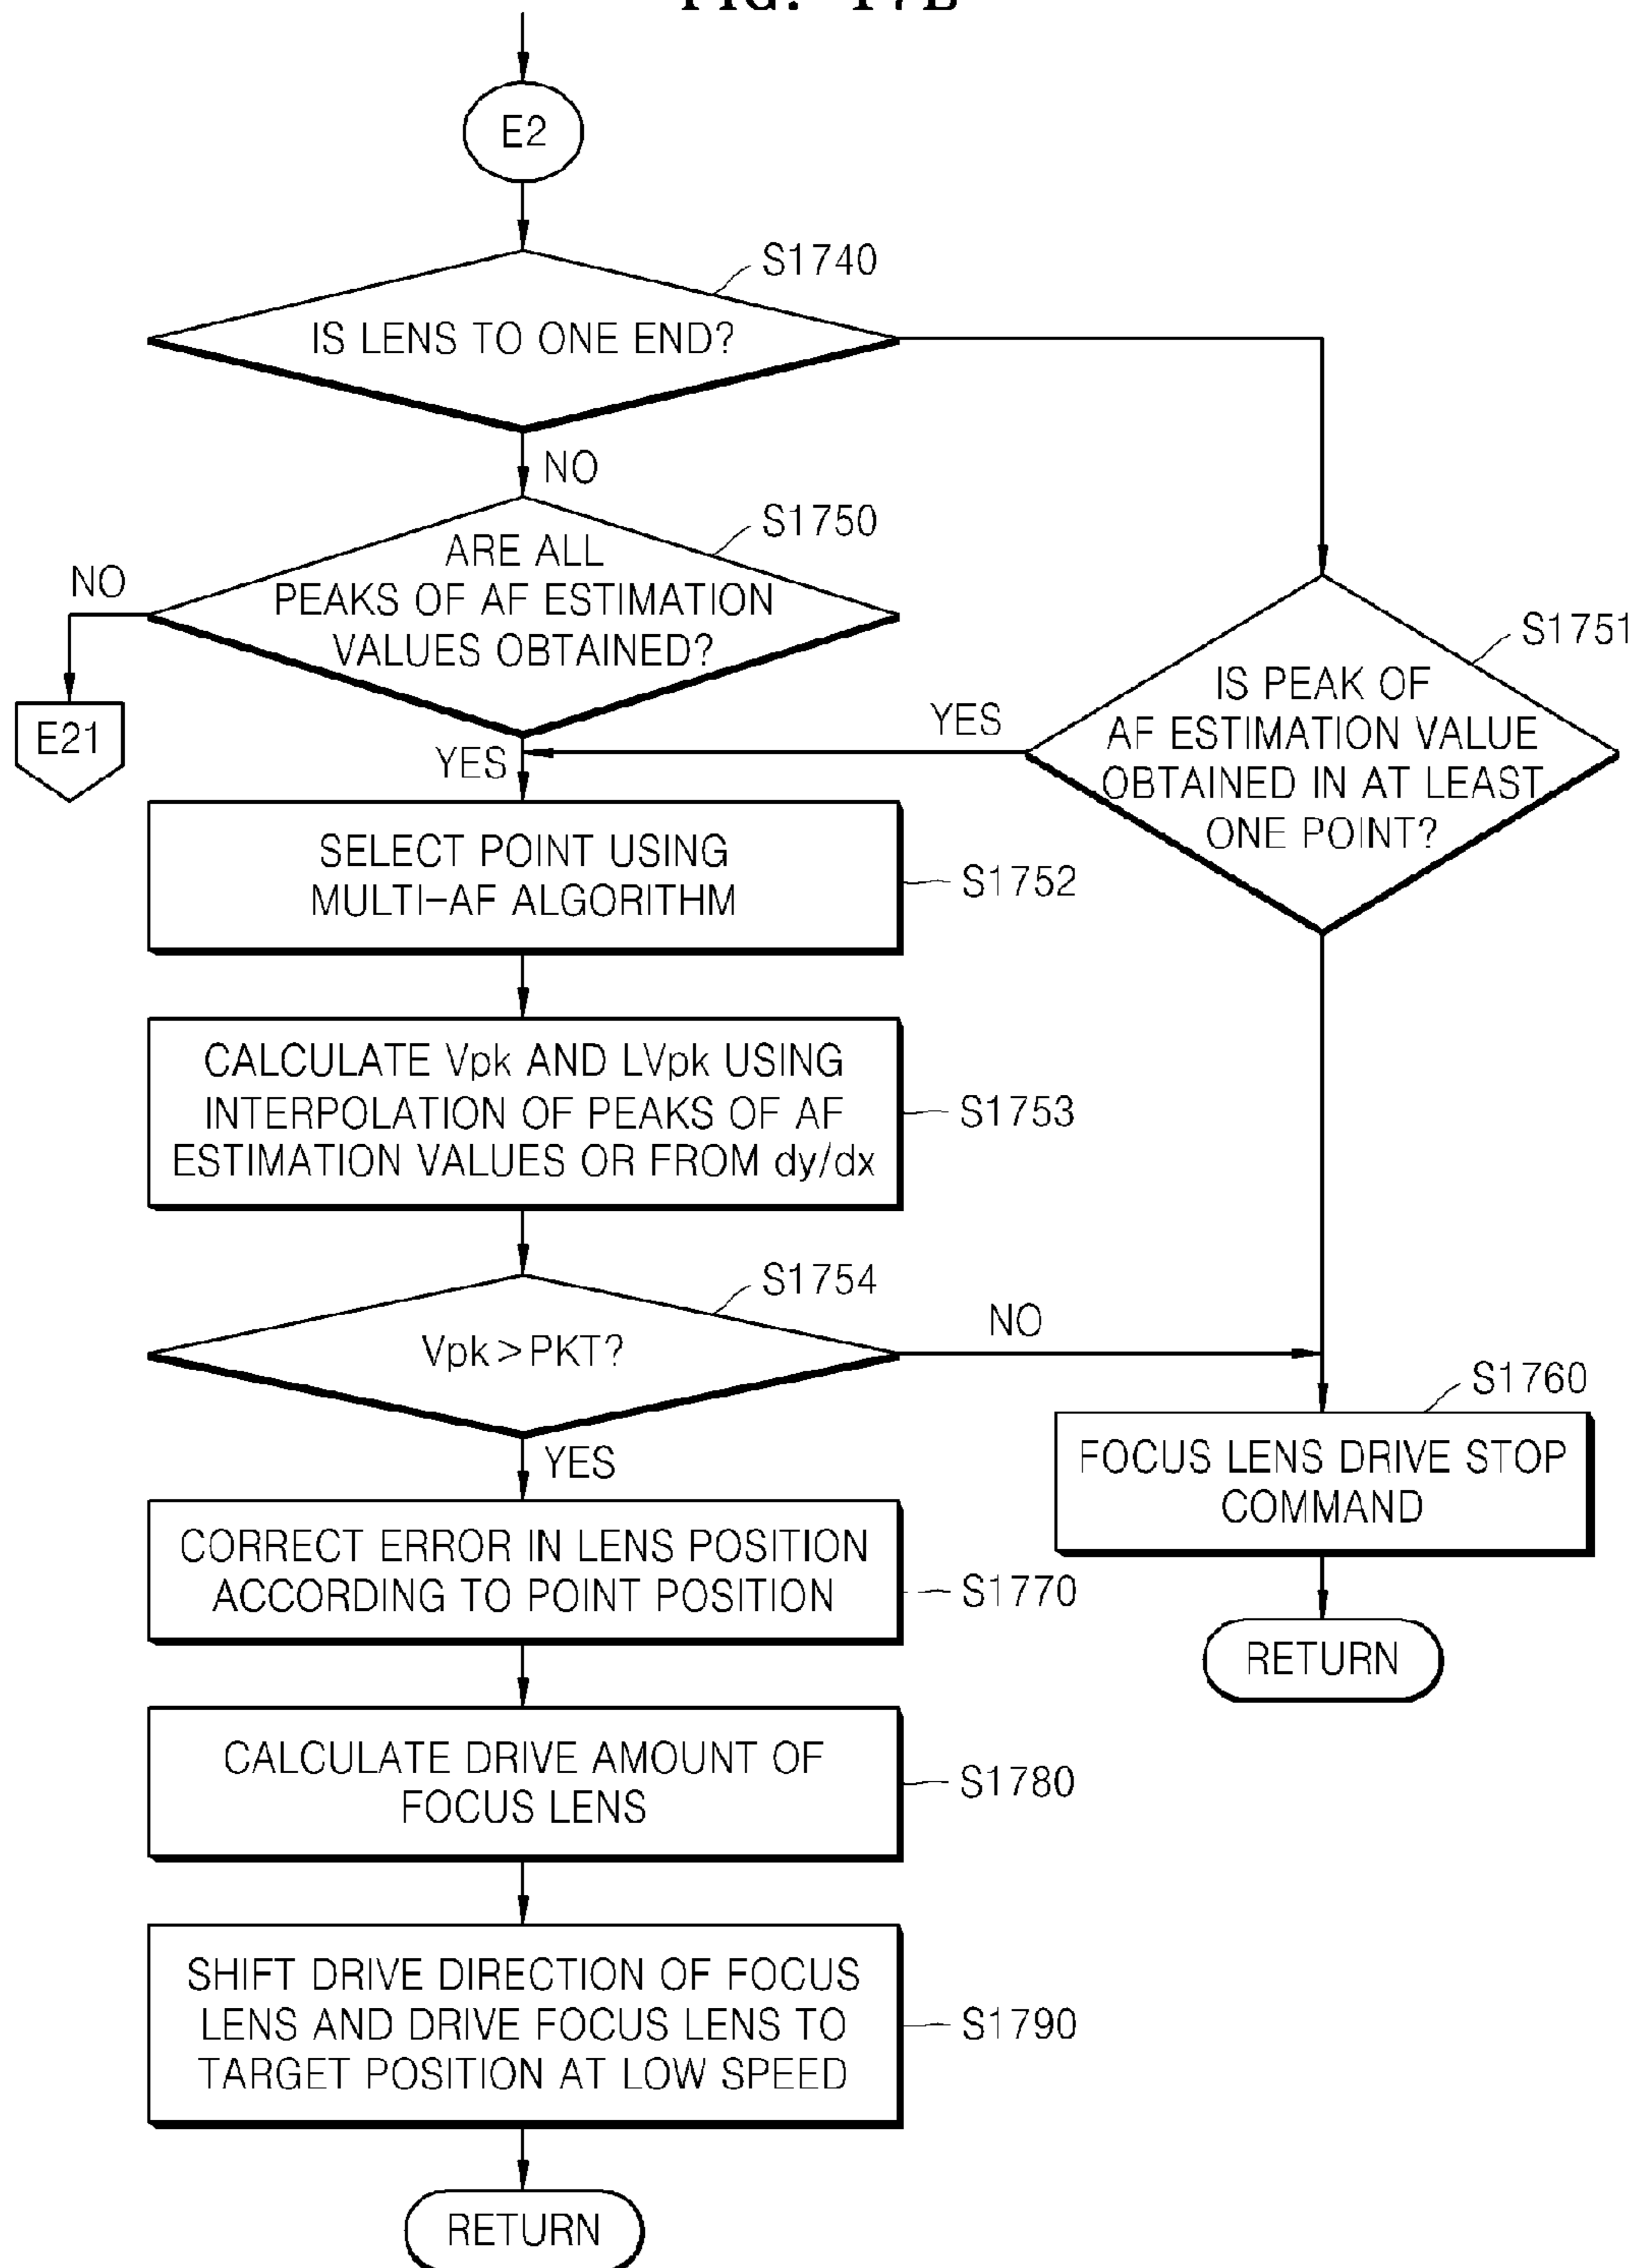 FIG. 17B
E2
S1740
IS LENS TO ONE END?
NO
S1750
ARE ALL
PEAKS OF AF ESTIMATION
VALUES OBTAINED?
NO
E21
S1751
IS PEAK OF
AF ESTIMATION VALUE
OBTAINED IN AT LEAST
ONE POINT?
YES
YES
SELECT POINT USING
MULTI-AF ALGORITHM
S1752
CALCULATE Vpk AND LVpk USING
INTERPOLATION OF PEAKS OF AF
ESTIMATION VALUES OR FROM dy/dx
S1753
S1754
Vpk>PKT?
NO
YES
S1760
FOCUS LENS DRIVE STOP
COMMAND
CORRECT ERROR IN LENS POSITION
ACCORDING TO POINT POSITION
S1770
RETURN
CALCULATE DRIVE AMOUNT OF
FOCUS LENS
S1780
SHIFT DRIVE DIRECTION OF FOCUS
LENS AND DRIVE FOCUS LENS TO
TARGET POSITION AT LOW SPEED
S1790
RETURN